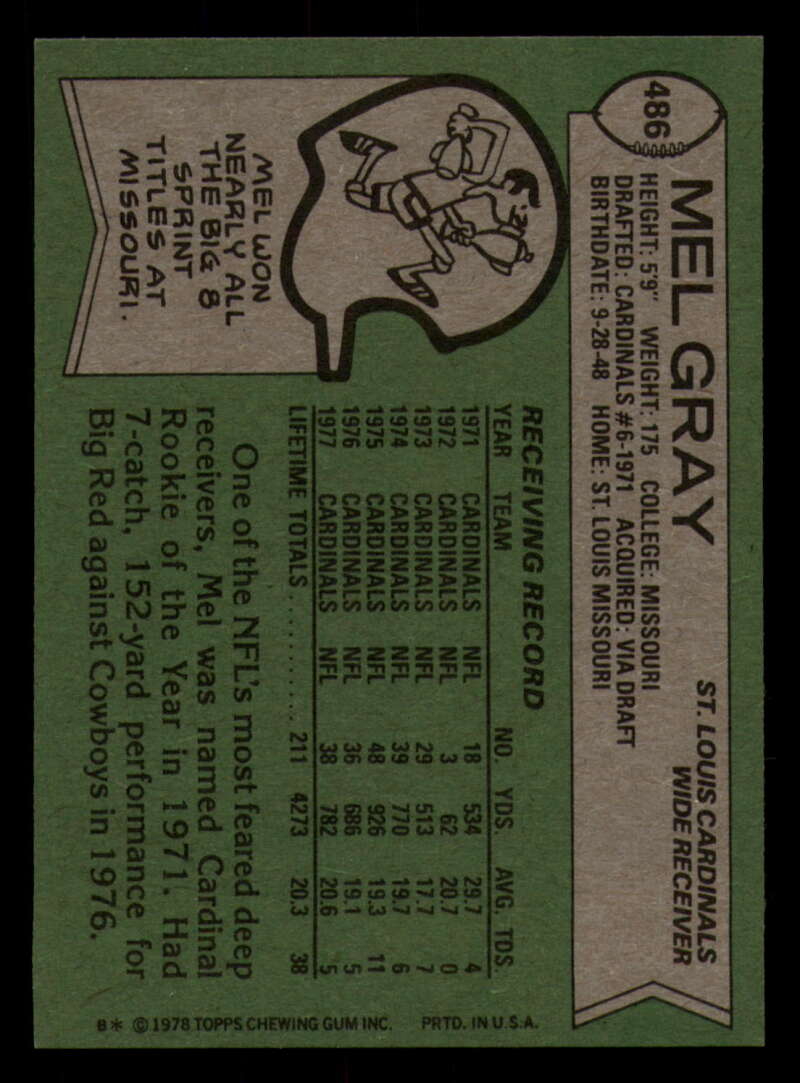 486
MEL GRAY
ST. LOUIS CARDINALS
WIDE RECEIVER
HEIGHT: 5'9" WEIGHT: 175 COLLEGE: MISSOURI
DRAFTED: CARDINALS #6-1971 ACQUIRED: VIA DRAFT
BIRTHDATE: 9-28-48 HOME: ST. LOUIS MISSOURI
MEL WON
NEARLY ALL
THE BIG 8
SPRINT
TITLES AT
MISSOURI.
RECEIVING RECORD
YEAR TEAM NO. YDS. AVG. TDS.
1971 CARDINALS NFL 18 534 29.7 4
1972 CARDINALS NFL 3 62 20.7 0
1973 CARDINALS NFL 29 513 17.7 7
1974 CARDINALS NFL 39 770 19.7 6
1975 CARDINALS NFL 48 926 19.3 11
1976 CARDINALS NFL 36 686 19.1 5
1977 CARDINALS NFL 38 782 20.6 5
LIFETIME TOTALS .......... 211 4273 20.3 38
One of the NFL's most feared deep
receivers, Mel was named Cardinal
Rookie of the Year in 1971. Had
7-catch, 152-yard performance for
Big Red against Cowboys in 1976.
B* © 1978 TOPPS CHEWING GUM INC. PRTD. IN U.S.A.